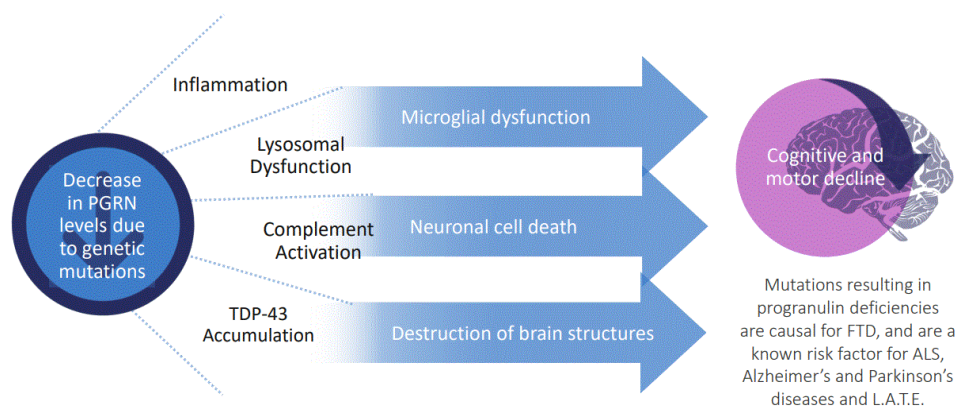 Decrease
in PGRN
levels due
to genetic
mutations
Inflammation
Lysosomal
Dysfunction
Complement
Activation
TDP-43
Accumulation
Microglial dysfunction
Neuronal cell death
Destruction of brain structures
Cognitive and
motor decline
Mutations resulting in
progranulin deficiencies
are causal for FTD, and are a
known risk factor for ALS,
Alzheimer's and Parkinson's
diseases and L.A.T.E.